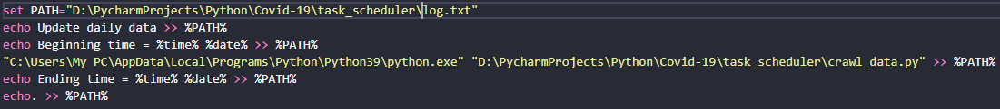 set PATH="D:\PycharmProjects\Python\Covid-19\task_scheduler\log.txt"
echo Update daily data >> %PATH%
echo Beginning time = %time% %date% >> %PATH%
"C:\Users\My PC\AppData\Local\Programs\Python\Python39\python.exe" "D:\PycharmProjects\Python\Covid-19\task_scheduler\crawl_data.py" >> %PATH%
echo Ending time = %time% %date% >> %PATH%
echo. >> %PATH%